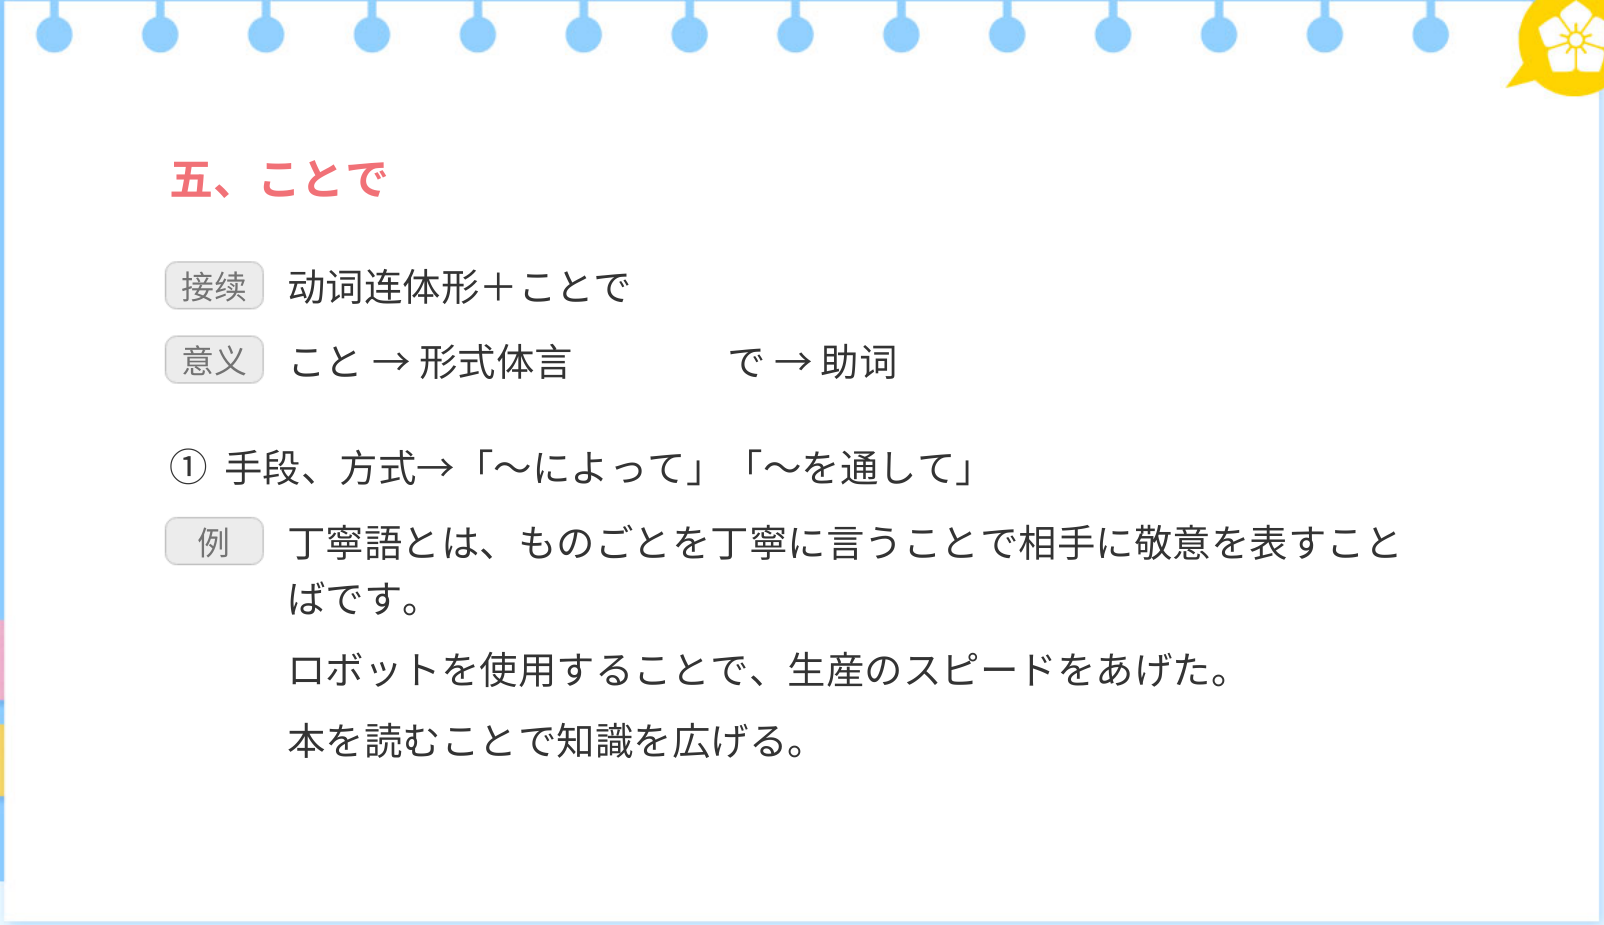 五、ことで
接续 动词连体形＋ことで
意义 こと → 形式体言 で → 助词
① 手段、方式→「～によって」「～を通して」
例 丁寧語とは、ものごとを丁寧に言うことで相手に敬意を表すこと
ばです。
ロボットを使用することで、生産のスピードをあげた。
本を読むことで知識を広げる。